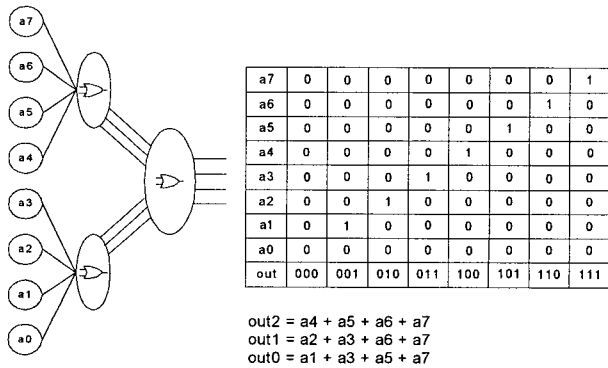 a7
a6
a5
a4
a3
a2
a1
a0
a7 0 0 0 0 0 0 0 1
a6 0 0 0 0 0 0 1 0
a5 0 0 0 0 0 1 0 0
a4 0 0 0 0 1 0 0 0
a3 0 0 0 1 0 0 0 0
a2 0 0 1 0 0 0 0 0
a1 0 1 0 0 0 0 0 0
a0 0 0 0 0 0 0 0 0
out 000 001 010 011 100 101 110 111
out2 = a4 + a5 + a6 + a7
out1 = a2 + a3 + a6 + a7
out0 = a1 + a3 + a5 + a7